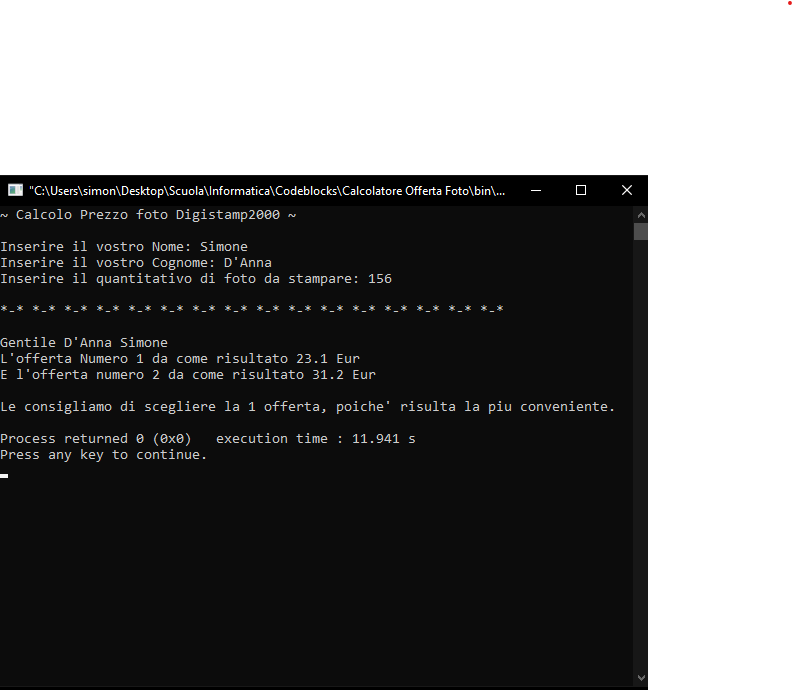 "C:\Users\simon\Desktop\Scuola\Informatica\Codeblocks\Calcolatore Offerta Foto\bin\...
~ Calcolo Prezzo foto Digistamp2000 ~
Inserire il vostro Nome: Simone
Inserire il vostro Cognome: D'Anna
Inserire il quantitativo di foto da stampare: 156
*-* *-* *-* *-* *-* *-* *-* *-* *-* *-* *-* *-* *-* *-* *-* *-*
Gentile D'Anna Simone
L'offerta Numero 1 da come risultato 23.1 Eur
E l'offerta numero 2 da come risultato 31.2 Eur
Le consigliamo di scegliere la 1 offerta, poiche' risulta la piu conveniente.
Process returned 0 (0x0)   execution time : 11.941 s
Press any key to continue.